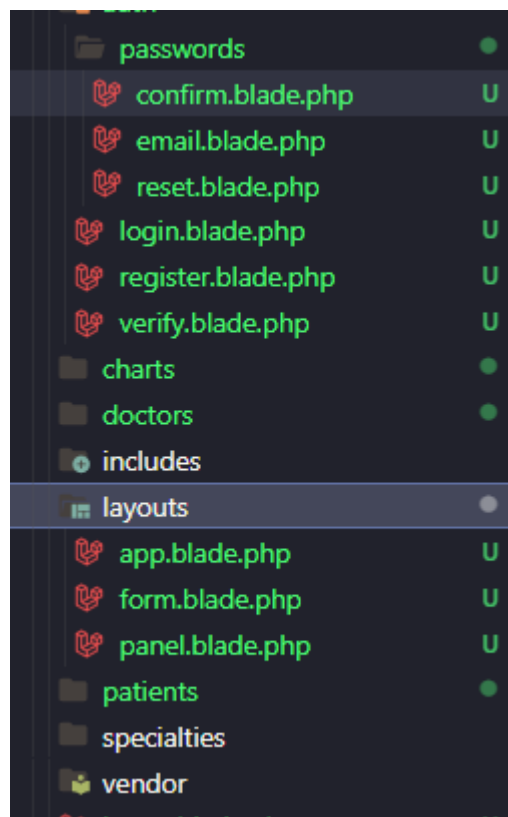 passwords
confirm.blade.php U
email.blade.php U
reset.blade.php U
login.blade.php U
register.blade.php U
verify.blade.php U
charts
doctors
includes
layouts
app.blade.php U
form.blade.php U
panel.blade.php U
patients
specialties
vendor